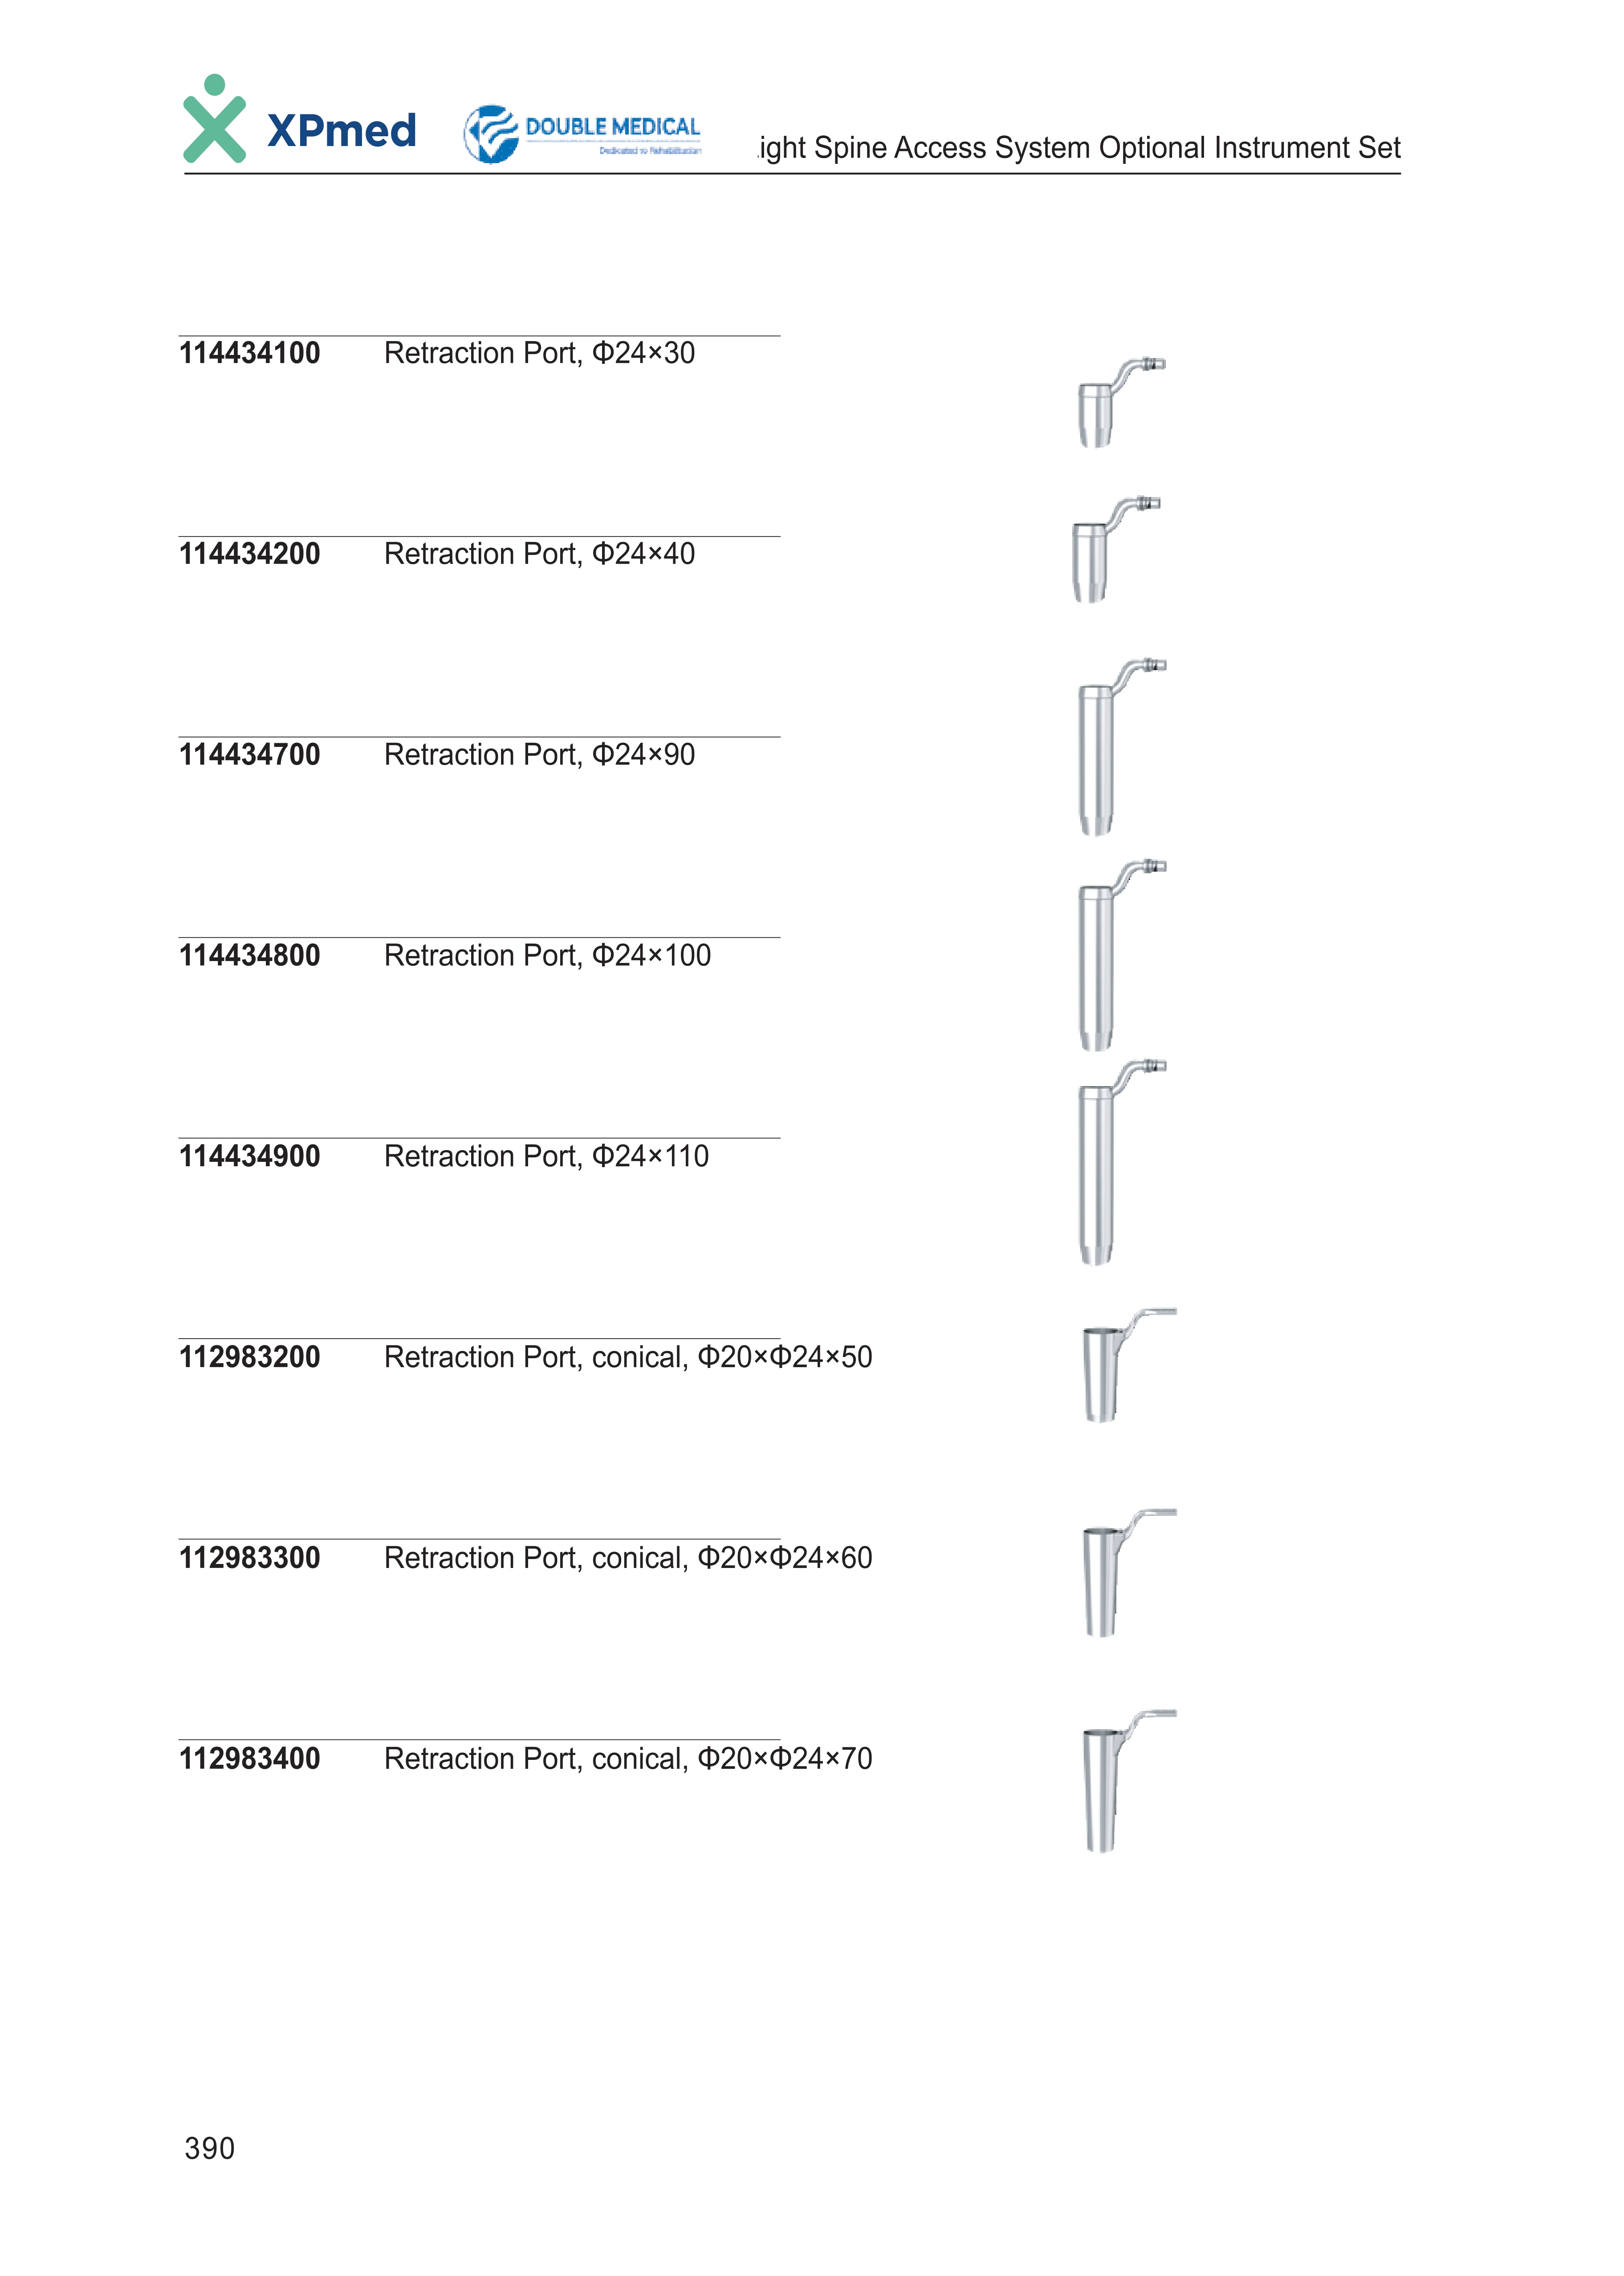 XPmed
DOUBLE MEDICAL
Dedicated to Rehabilitation
ight Spine Access System Optional Instrument Set
114434100 Retraction Port, Φ24×30
114434200 Retraction Port, Φ24×40
114434700 Retraction Port, Φ24×90
114434800 Retraction Port, Φ24×100
114434900 Retraction Port, Φ24×110
112983200 Retraction Port, conical, Φ20×Φ24×50
112983300 Retraction Port, conical, Φ20×Φ24×60
112983400 Retraction Port, conical, Φ20×Φ24×70
390